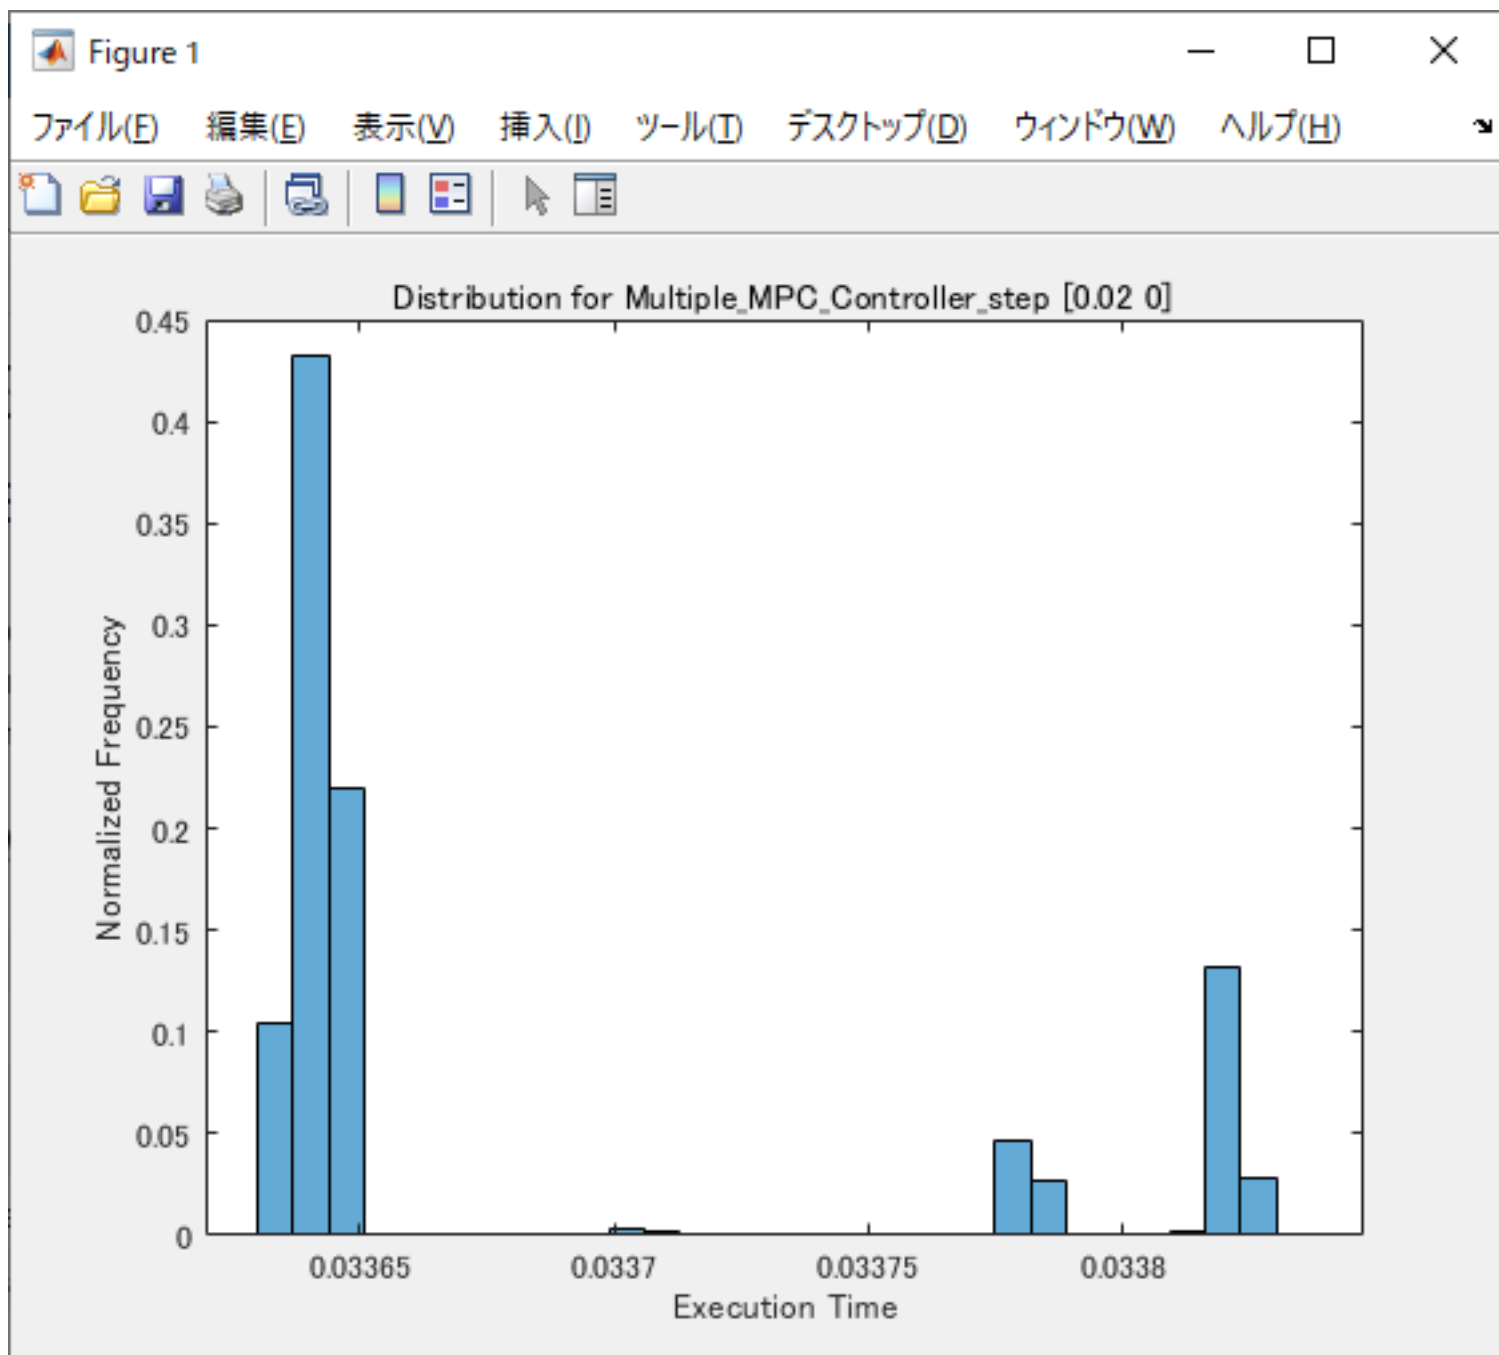 Figure 1
ファイル(F) 編集(E) 表示(V) 挿入(I) ツール(T) デスクトップ(D) ウィンドウ(W) ヘルプ(H)
Distribution for Multiple_MPC_Controller_step [0.02 0]
0.45
0.4
0.35
0.3
0.25
0.2
0.15
0.1
0.05
0
Normalized Frequency
0.03365 0.0337 0.03375 0.0338
Execution Time